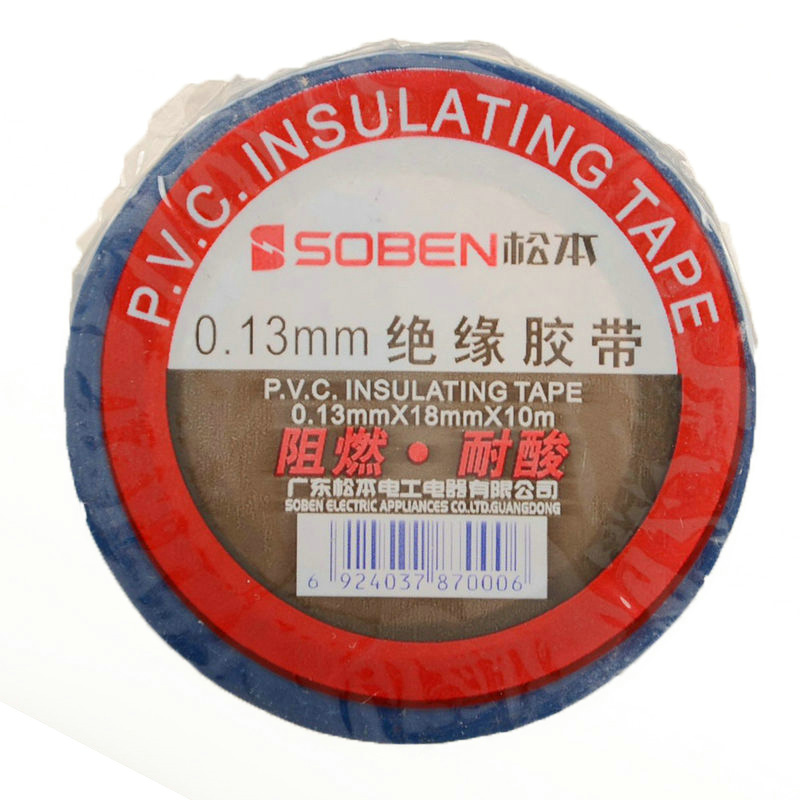 P.V.C. INSULATING TAPE
SOBEN松本
0.13mm 绝缘胶带
P.V.C. INSULATING TAPE
0.13mmX18mmX10m
阻燃·耐酸
广东松本电工电器有限公司
SOBEN ELECTRIC APPLIANCES CO.LTD.GUANGDONG
6 924037 870006